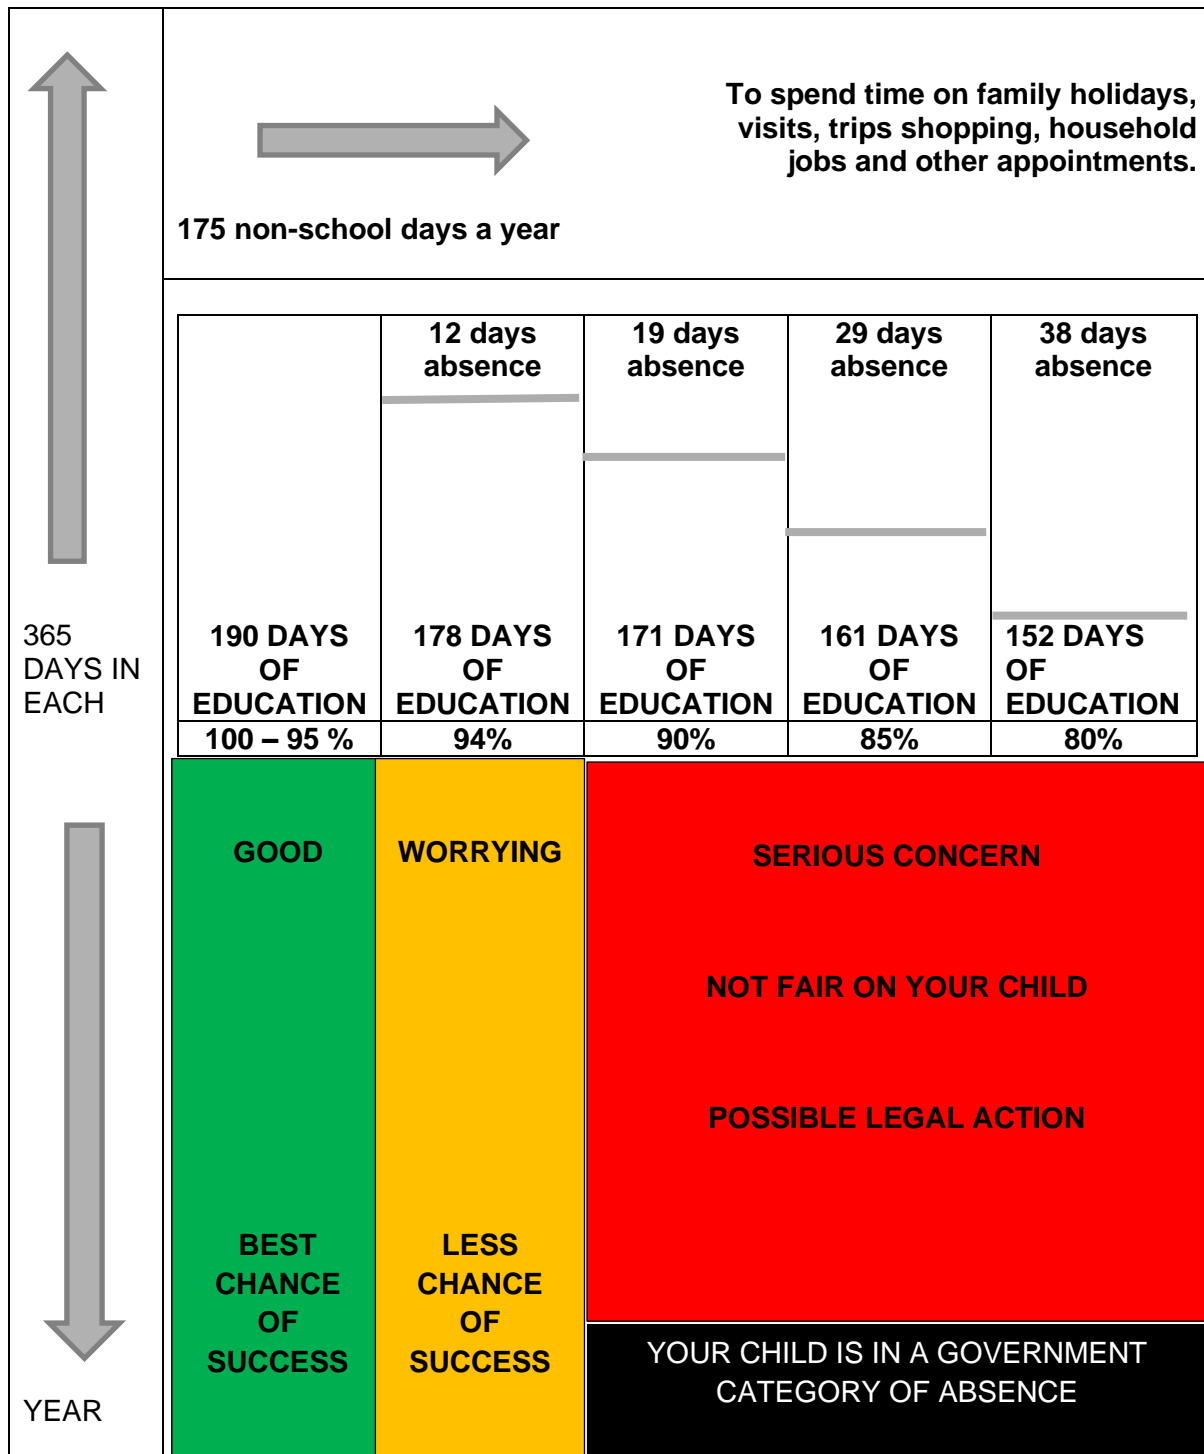 To spend time on family holidays,
visits, trips shopping, household
jobs and other appointments.
175 non-school days a year
365
DAYS IN
EACH
YEAR
12 days
absence
19 days
absence
29 days
absence
38 days
absence
190 DAYS
OF
EDUCATION
178 DAYS
OF
EDUCATION
171 DAYS
OF
EDUCATION
161 DAYS
OF
EDUCATION
152 DAYS
OF
EDUCATION
100 – 95 %
94%
90%
85%
80%
GOOD
BEST
CHANCE
OF
SUCCESS
WORRYING
LESS
CHANCE
OF
SUCCESS
SERIOUS CONCERN
NOT FAIR ON YOUR CHILD
POSSIBLE LEGAL ACTION
YOUR CHILD IS IN A GOVERNMENT
CATEGORY OF ABSENCE